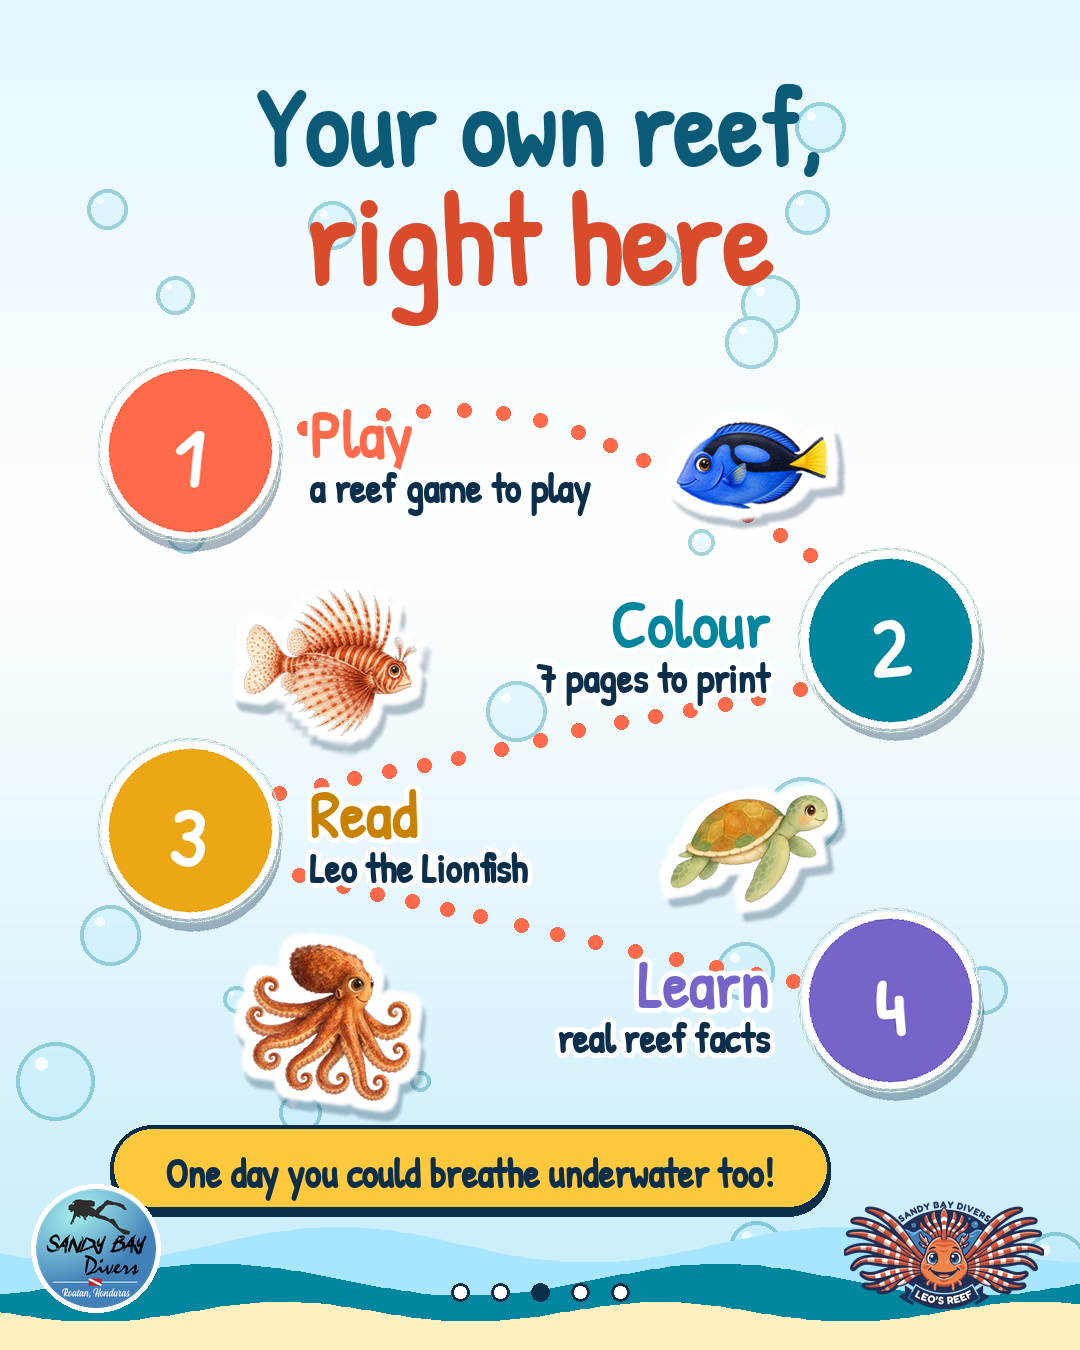 Your own reef,
right here
1
Play
a reef game to play
2
Colour
7 pages to print
3
Read
Leo the Lionfish
4
Learn
real reef facts
One day you could breathe underwater too!
SANDY BAY
Divers
Roatan, Honduras
SANDY BAY DIVERS
LEO'S REEF